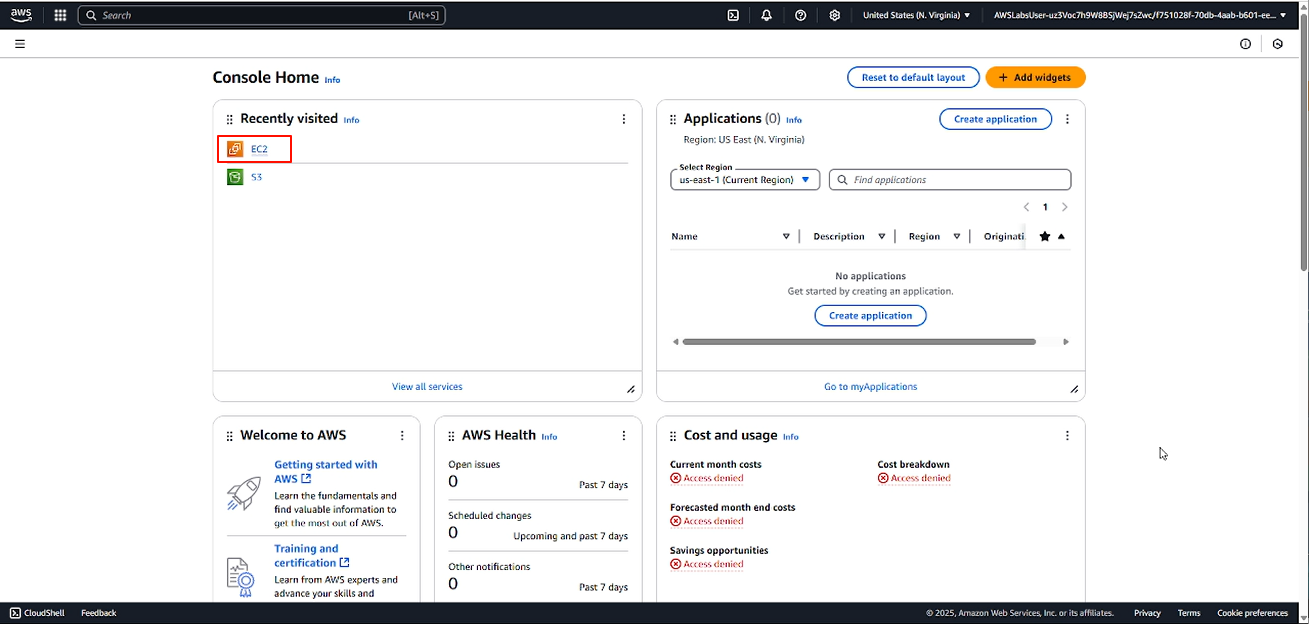 aws
Search [Alt+S]
United States (N. Virginia)
AWSLabsUser-uz3Voc7h9W8BSjWej7sZwc/f751028f-70db-4aab-b601-ee...
Console Home Info
Reset to default layout
Add widgets
Recently visited Info
EC2
S3
View all services
Applications (0) Info
Create application
Region: US East (N. Virginia)
Select Region
us-east-1 (Current Region)
Find applications
1
Name Description Region Originati
No applications
Get started by creating an application.
Create application
Go to myApplications
Welcome to AWS
Getting started with
AWS
Learn the fundamentals and
find valuable information to
get the most out of AWS.
Training and
certification
Learn from AWS experts and
advance your skills and
AWS Health Info
Open issues
0 Past 7 days
Scheduled changes
0 Upcoming and past 7 days
Other notifications
0 Past 7 days
Cost and usage Info
Current month costs
Access denied
Forecasted month end costs
Access denied
Savings opportunities
Access denied
Cost breakdown
Access denied
CloudShell Feedback
© 2025, Amazon Web Services, Inc. or its affiliates. Privacy Terms Cookie preferences